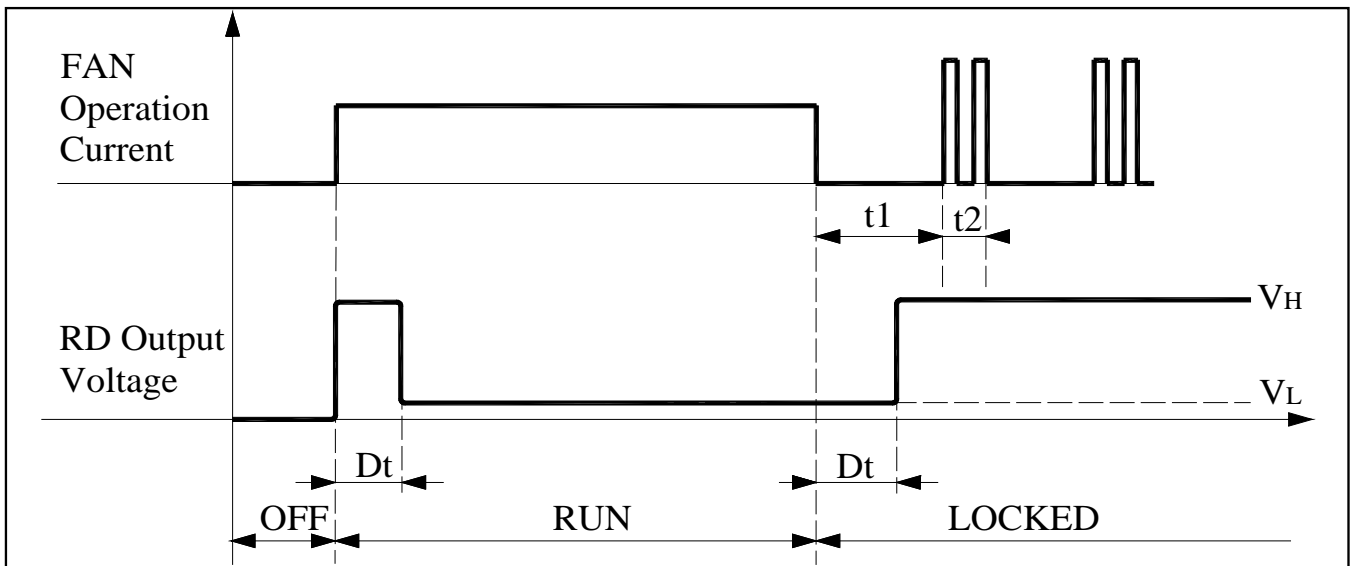 FAN
Operation
Current
t1 t2
VH
RD Output
Voltage
VL
Dt Dt
OFF RUN LOCKED